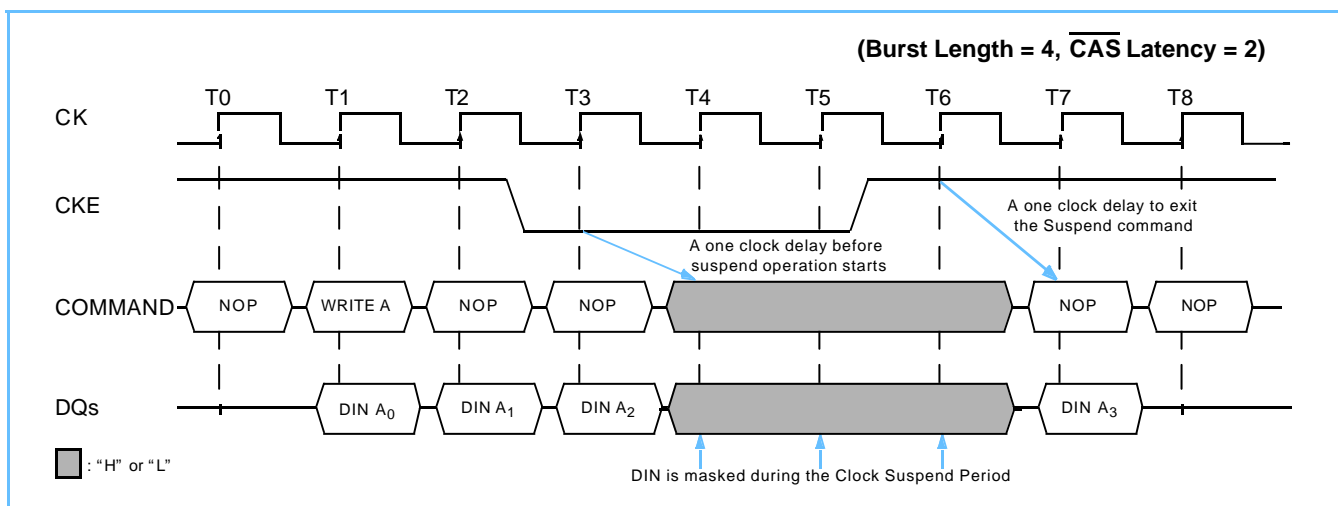 (Burst Length = 4, CAS Latency = 2)
T0 T1 T2 T3 T4 T5 T6 T7 T8
CK
CKE
A one clock delay to exit
the Suspend command
A one clock delay before
suspend operation starts
COMMAND NOP WRITE A NOP NOP NOP NOP
DQs DIN A0 DIN A1 DIN A2 DIN A3
: “H” or “L”
DIN is masked during the Clock Suspend Period